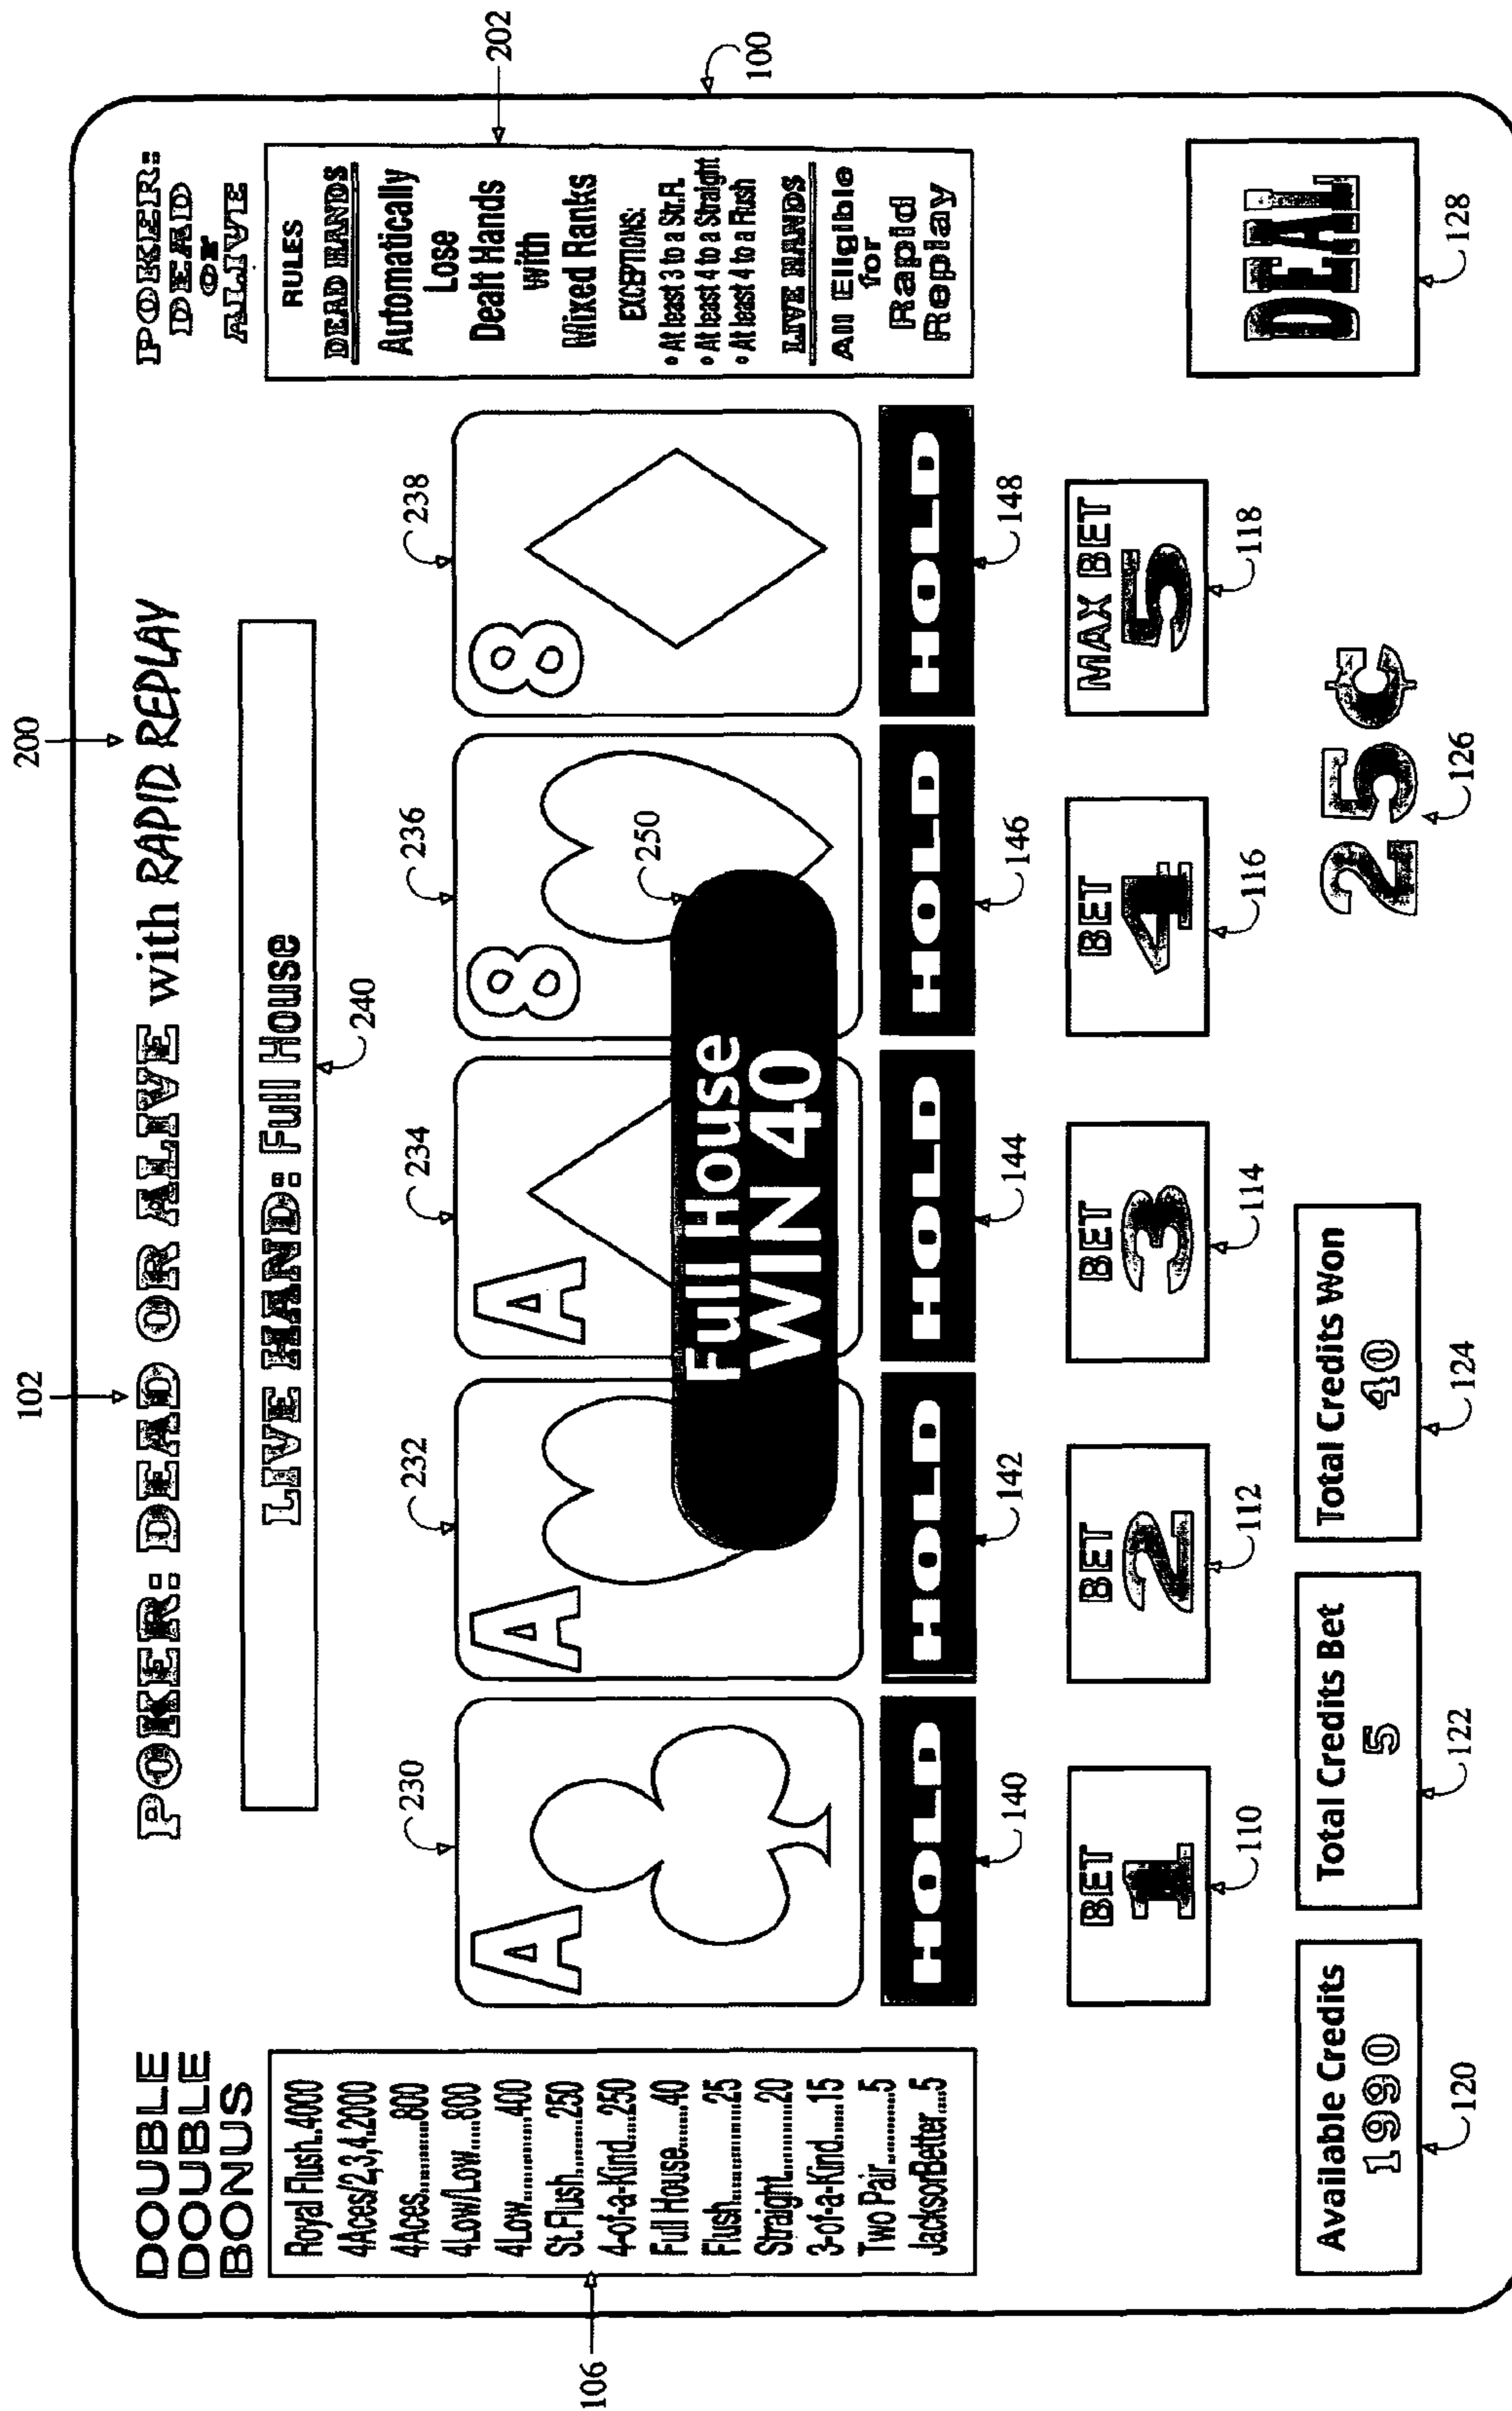 102
200
POKER: DEAD OR ALIVE with RAPID REPLAY
DOUBLE
DOUBLE
BONUS
Royal Flush..4000
4Aces/2,3,4.2000
4Aces............800
4Low/Low.....800
4Low...........400
St.Flush........250
4-of-a-Kind....250
Full House......40
Flush............25
Straight..........20
3-of-a-Kind.....15
Two Pair.........5
JacksorBetter...5
106
LIVE HAND: Full House
240
POKER:
DEAD
OR
ALIVE
RULES
DEAD HANDS
Automatically
Lose
Dealt Hands
with
Mixed Ranks
EXCEPTIONS:
• At least 3 to a Str.Fl.
• At least 4 to a Straight
• At least 4 to a Flush
LIVE HANDS
All Eligible
for
Rapid
Replay
202
100
230
232
234
236
238
A
A
A
8
8
250
Full House
WIN 40
HOLD
HOLD
HOLD
HOLD
HOLD
140
142
144
146
148
BET
1
BET
2
BET
3
BET
4
MAX BET
5
110
112
114
116
118
Available Credits
1990
Total Credits Bet
5
Total Credits Won
40
25¢
DEAL
120
122
124
126
128